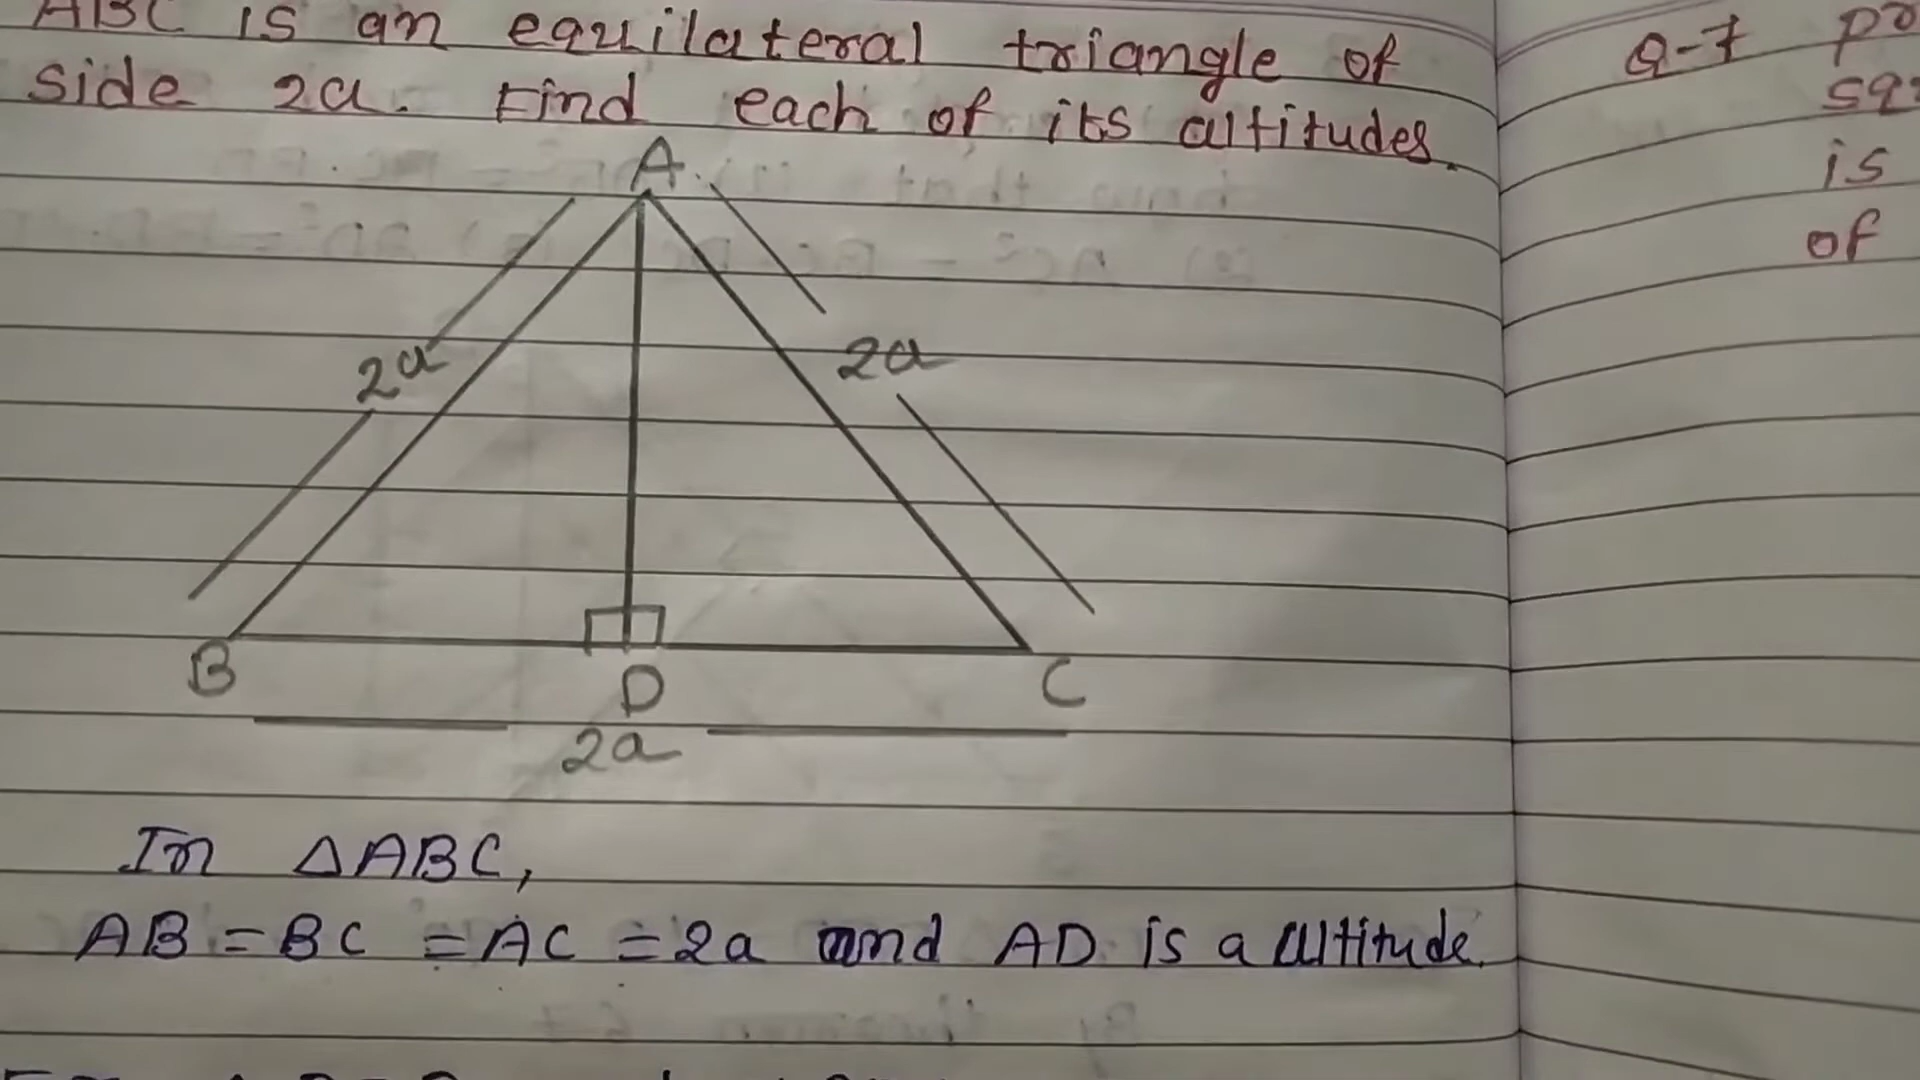 ABC is an equilateral triangle of
side 2a. Find each of its altitudes.
A
2a
2a
B
D
C
2a
In △ABC,
AB = BC = AC = 2a and AD is a altitude.
Q-7
is
of